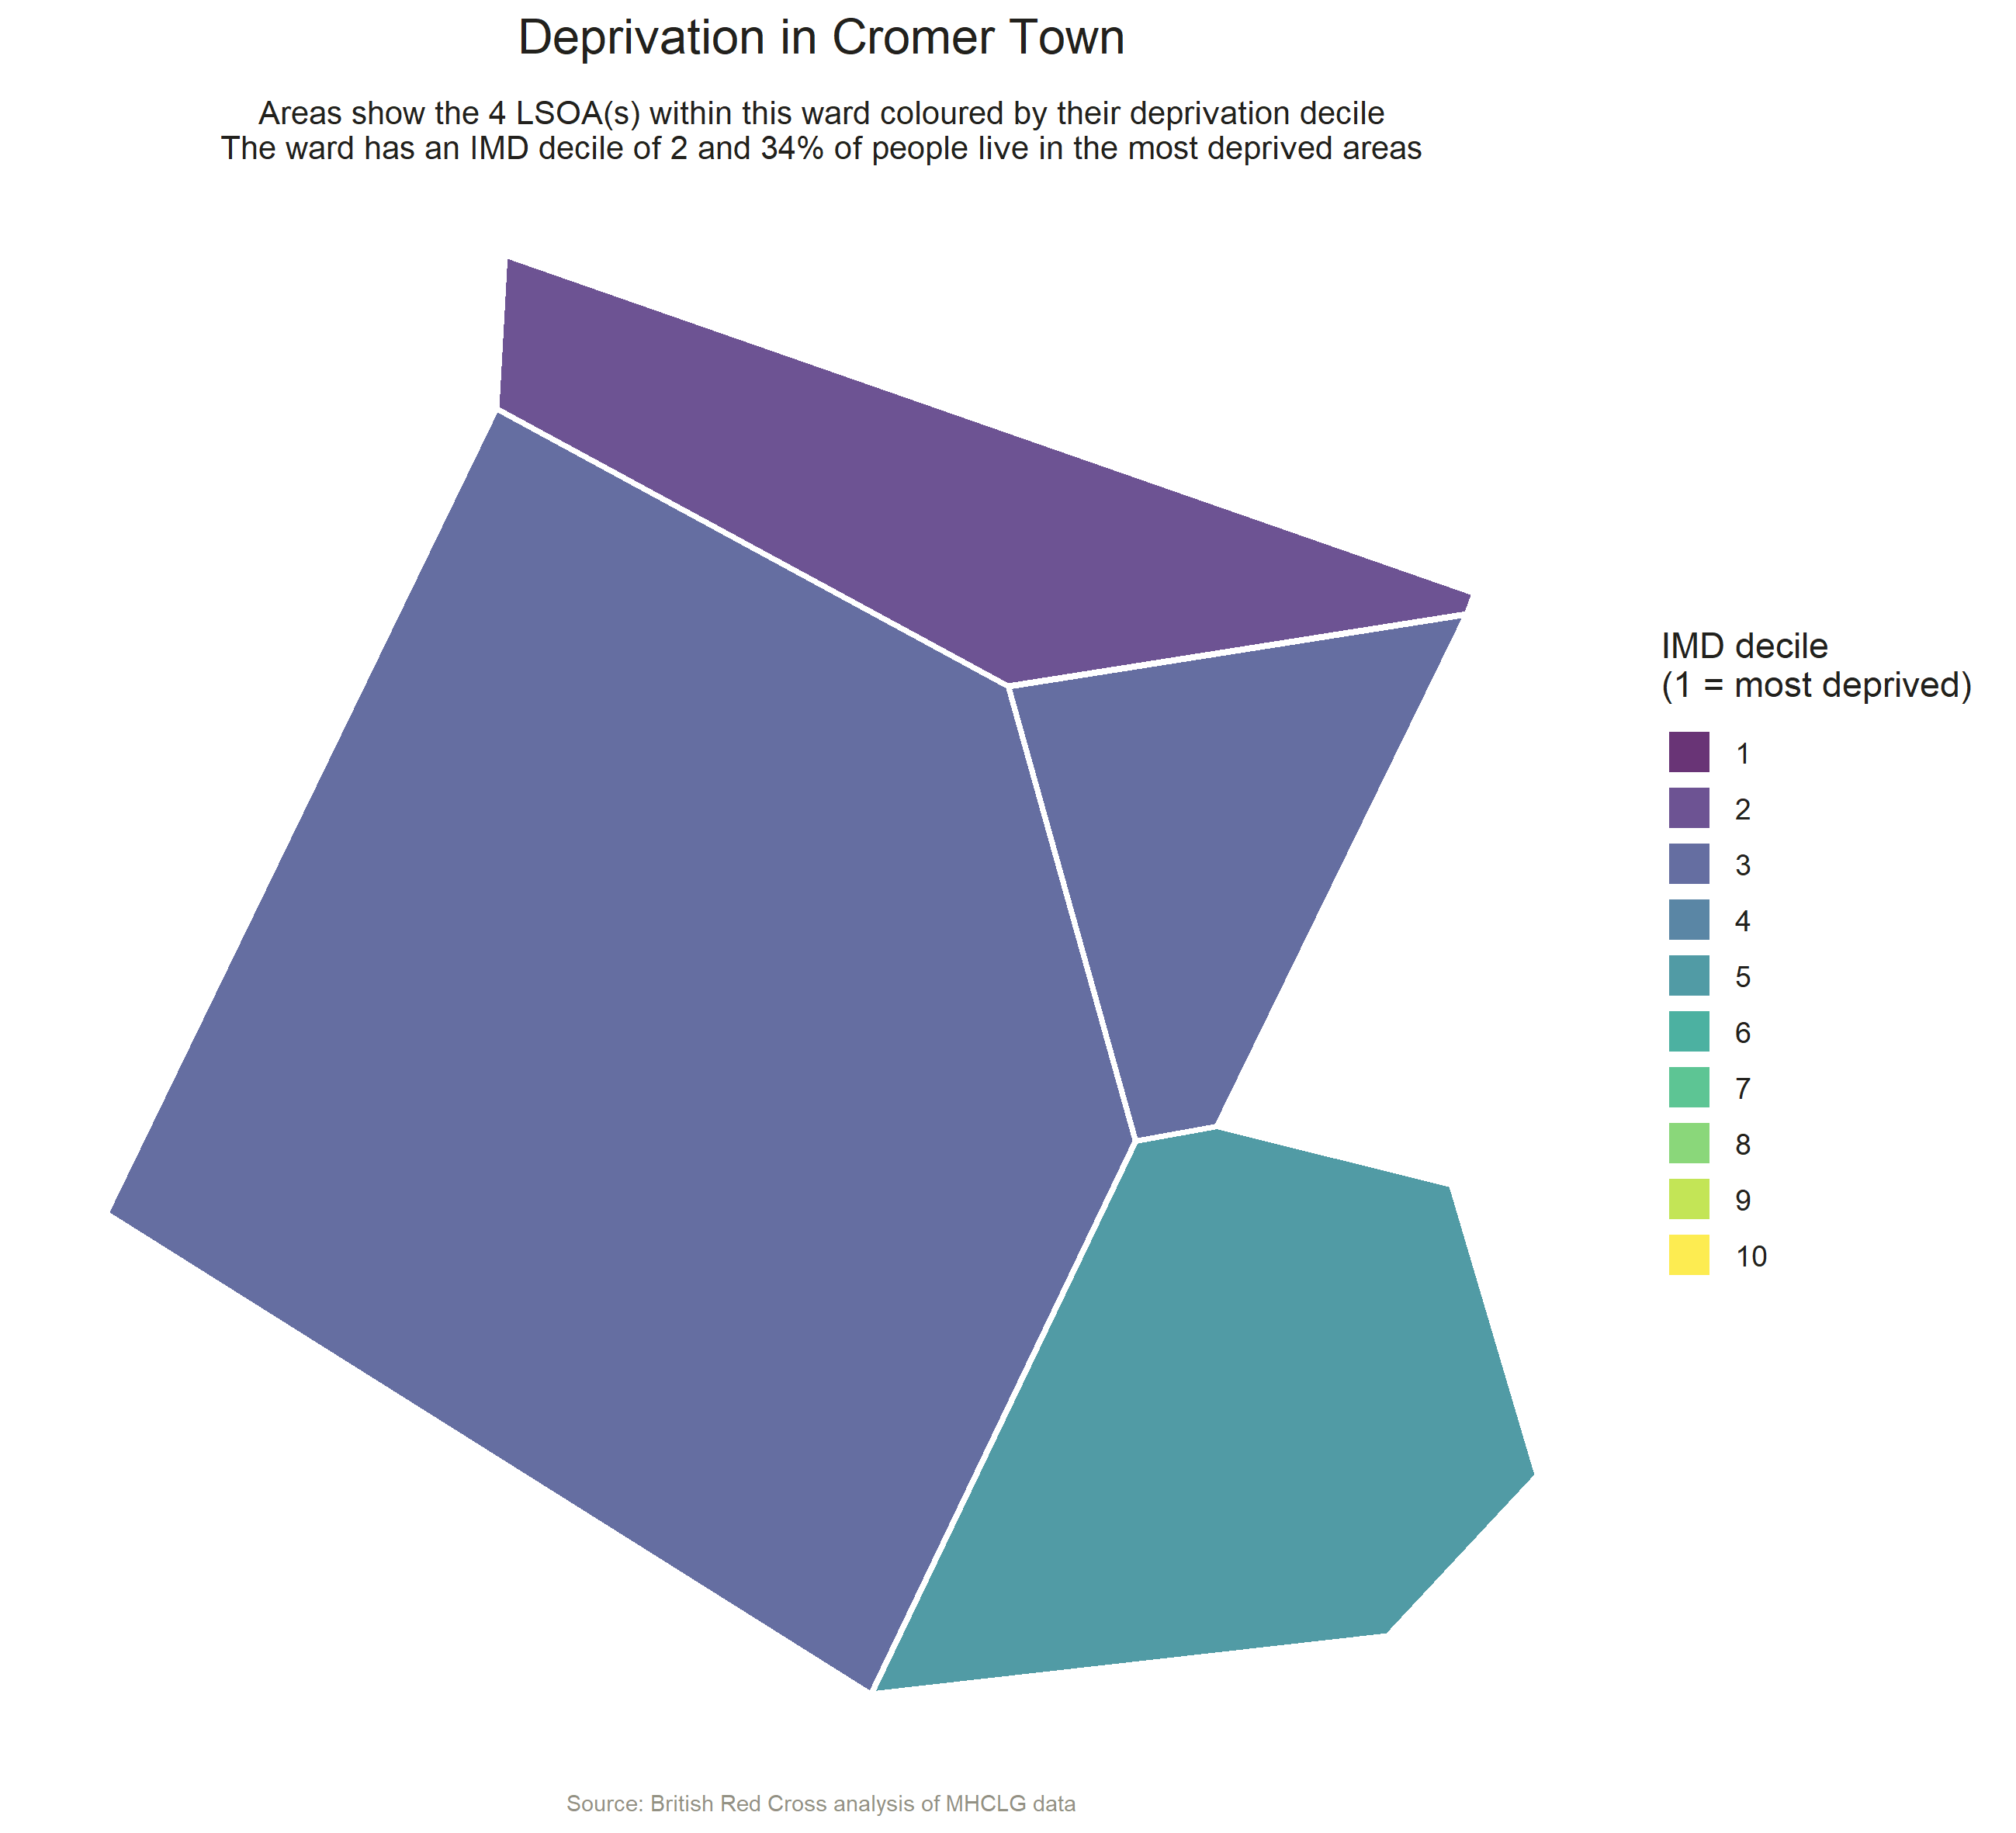 Deprivation in Cromer Town
Areas show the 4 LSOA(s) within this ward coloured by their deprivation decile
The ward has an IMD decile of 2 and 34% of people live in the most deprived areas
IMD decile
(1 = most deprived)
1
2
3
4
5
6
7
8
9
10
Source: British Red Cross analysis of MHCLG data